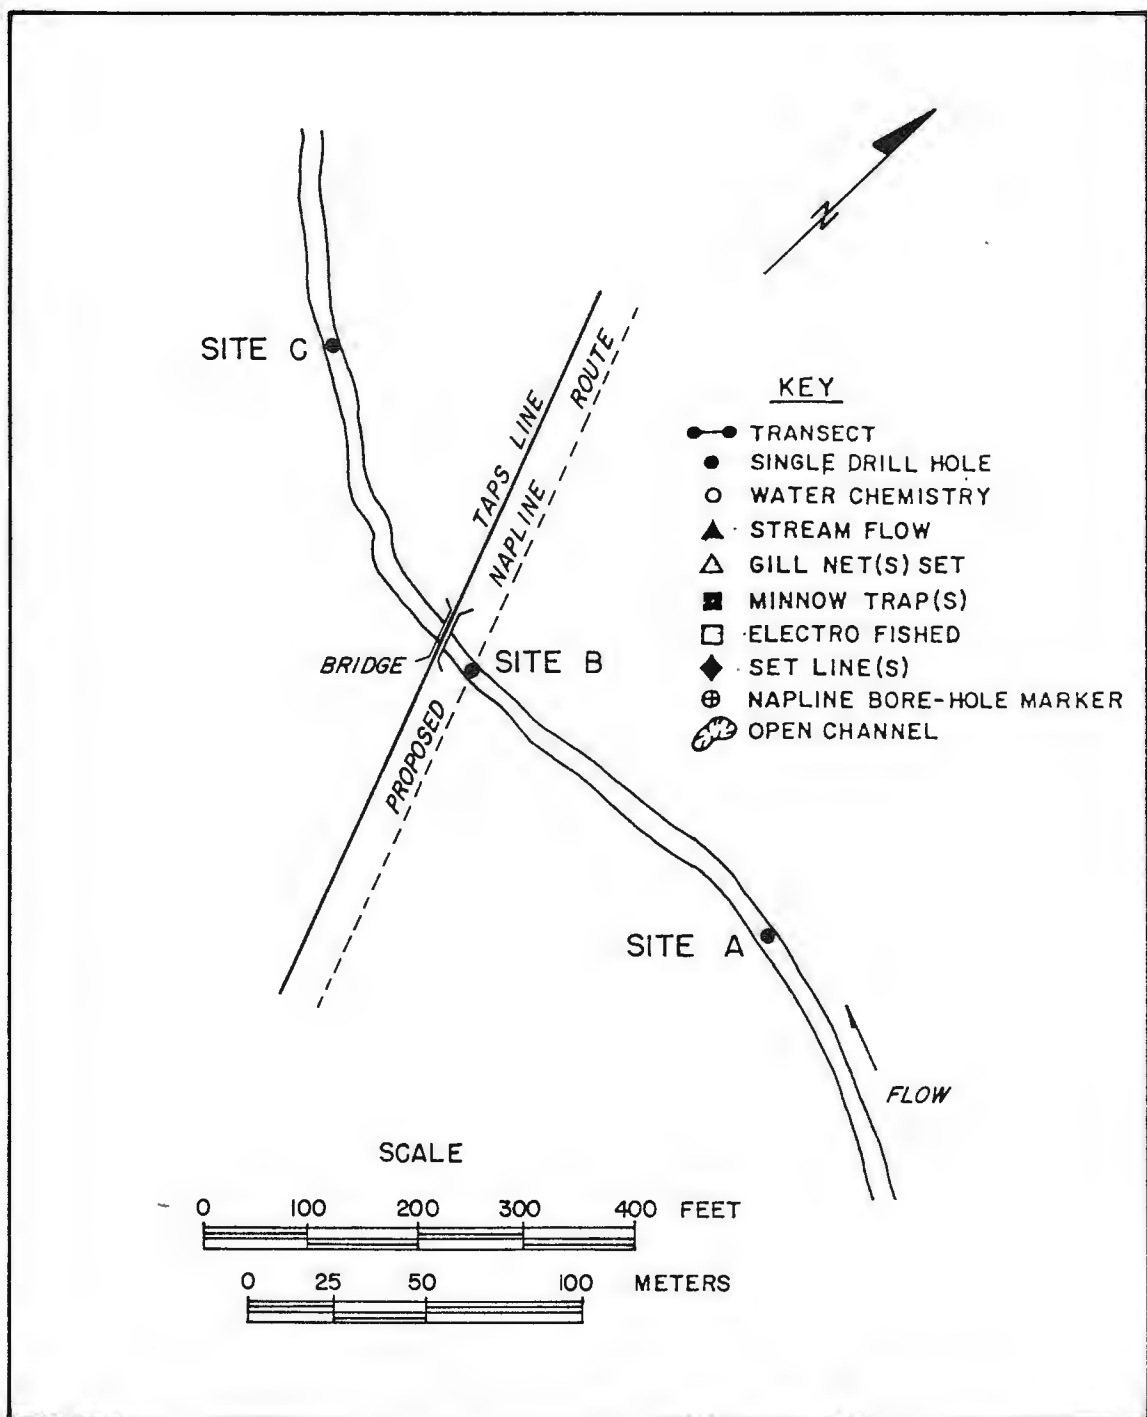 N
SITE C
TAPS LINE
NAPLINE ROUTE
KEY
TRANSECT
SINGLE DRILL HOLE
WATER CHEMISTRY
STREAM FLOW
GILL NET(S) SET
MINNOW TRAP(S)
ELECTRO FISHED
SET LINE(S)
NAPLINE BORE-HOLE MARKER
OPEN CHANNEL
BRIDGE
SITE B
PROPOSED
SITE A
FLOW
SCALE
0 100 200 300 400 FEET
0 25 50 100 METERS